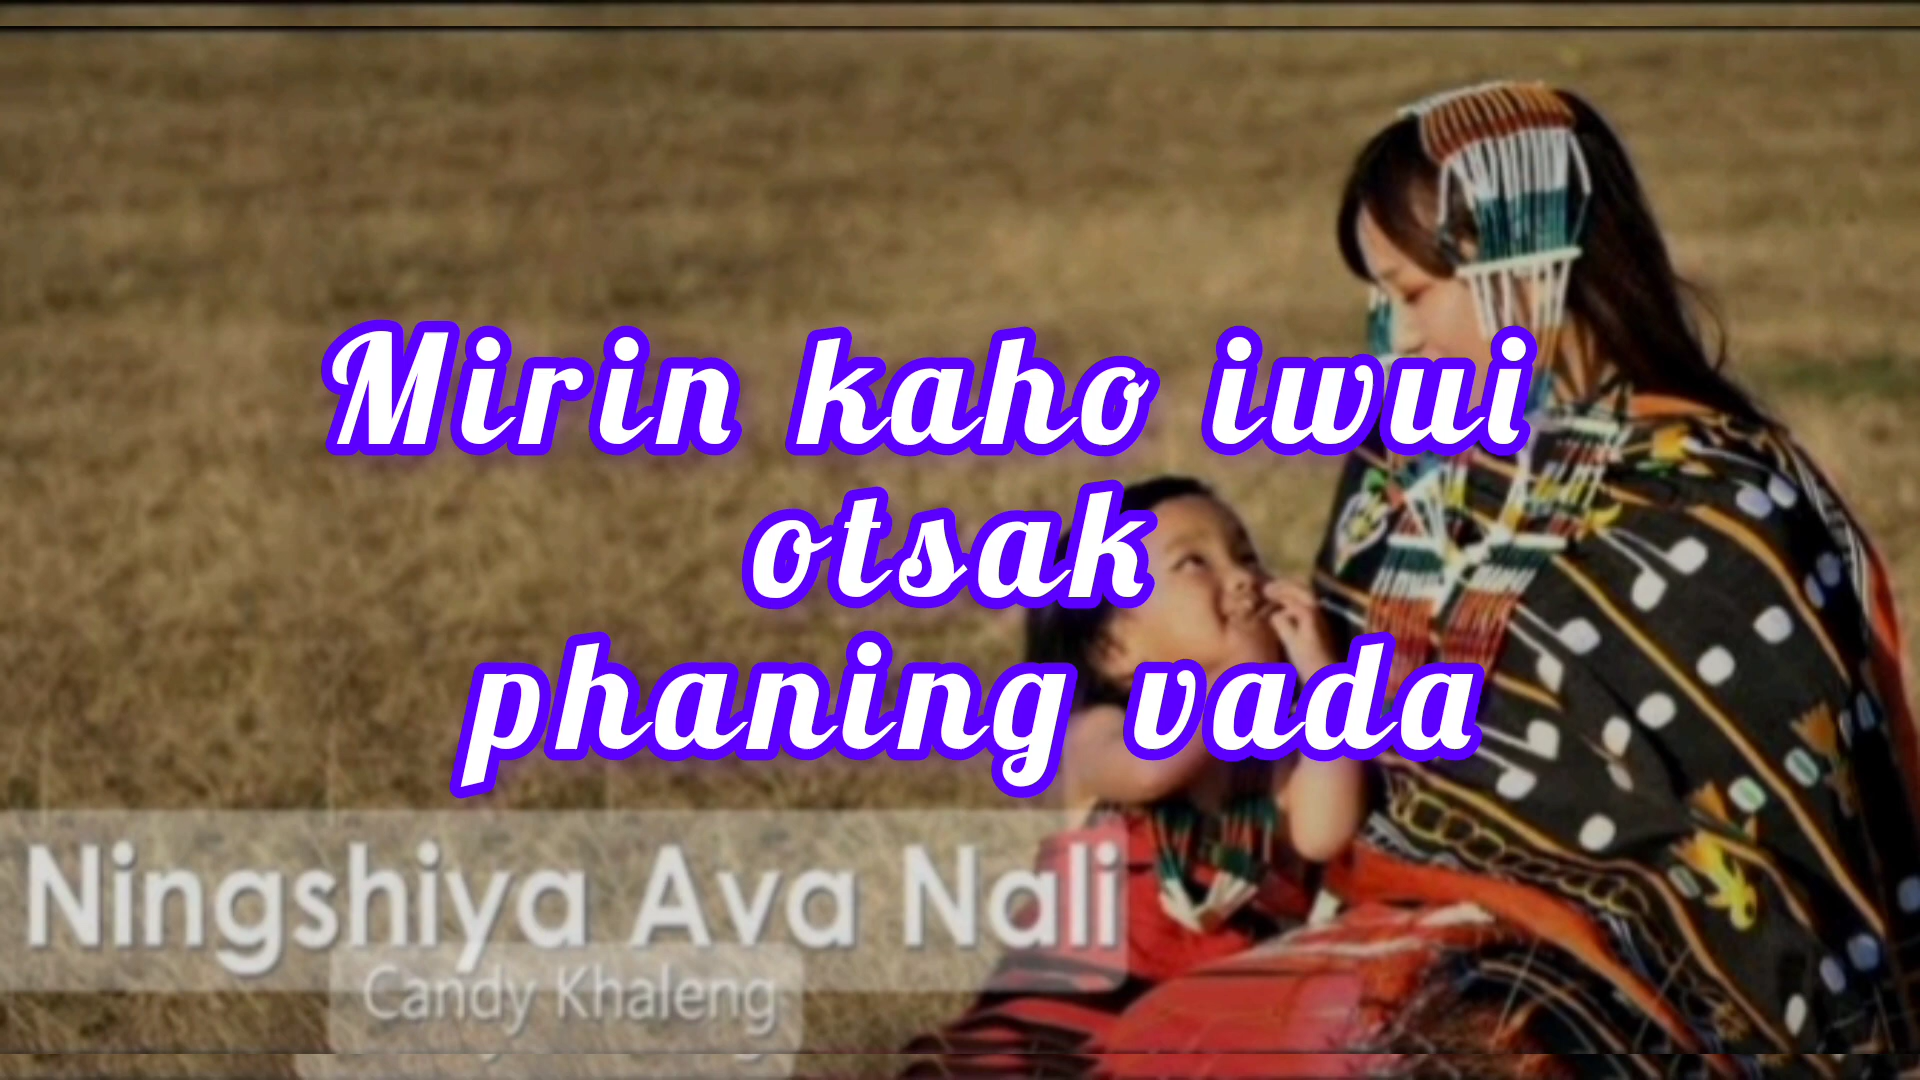 Mirin kaho iwui
otsak
phaning vada
Ningshiya Ava Nali
Candy Khaleng